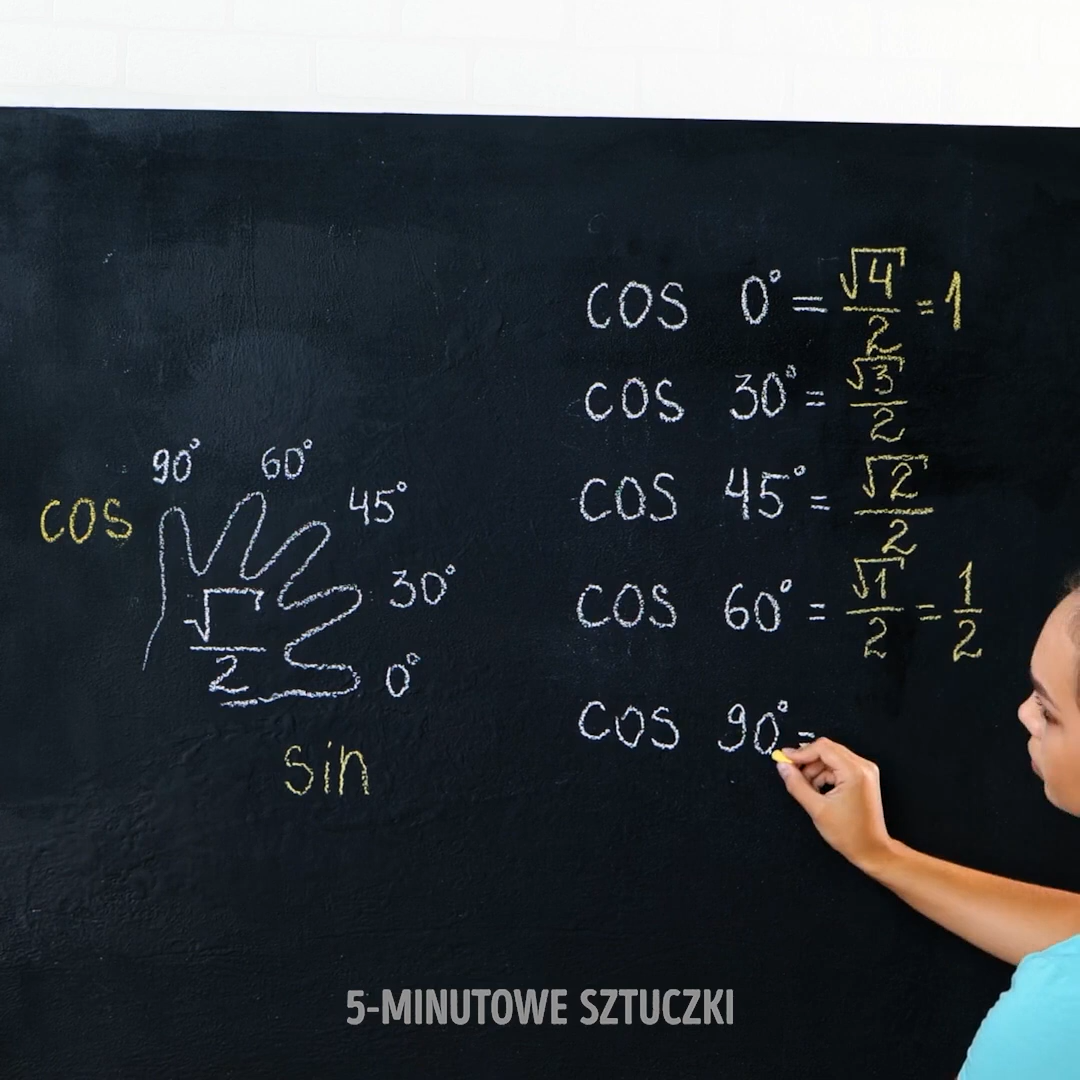 cos 0° = √4/2 = 1
cos 30° = √3/2
cos 45° = √2/2
cos 60° = √1/2 = 1/2
cos 90° =
90°
60°
cos
45°
30°
√/2
0°
sin
5-MINUTOWE SZTUCZKI